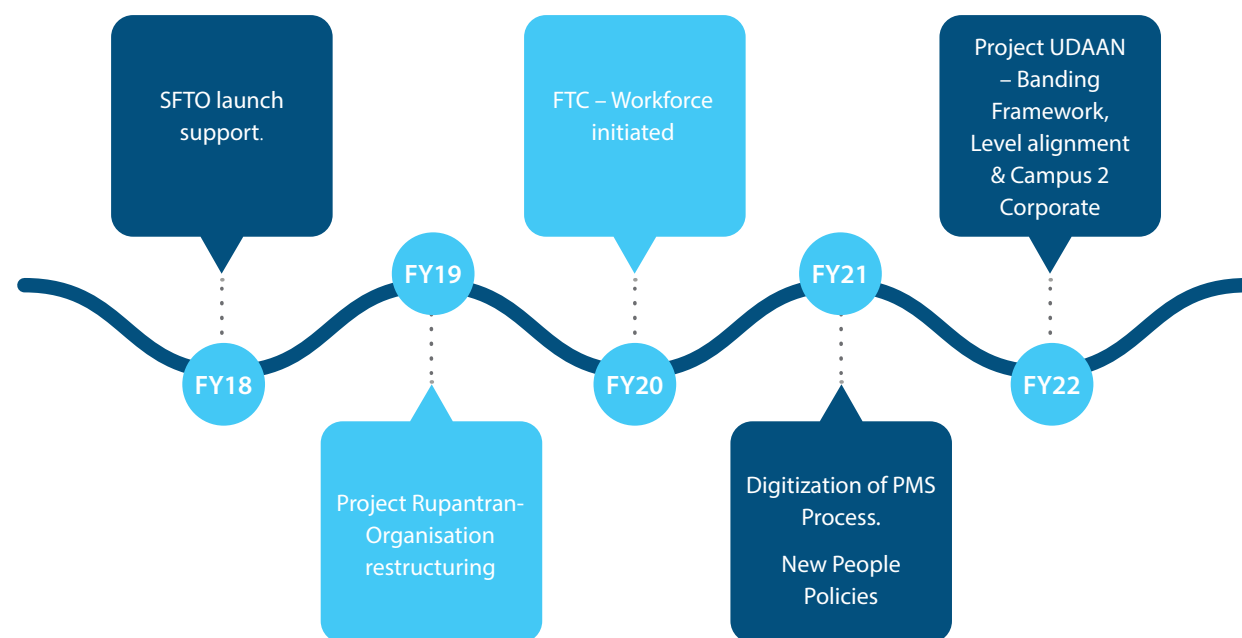 SFTO launch
support.
FY18
FY19
Project Rupantran-
Organisation
restructuring
FTC – Workforce
initiated
FY20
FY21
Digitization of PMS
Process.
New People
Policies
Project UDAAN
– Banding
Framework,
Level alignment
& Campus 2
Corporate
FY22